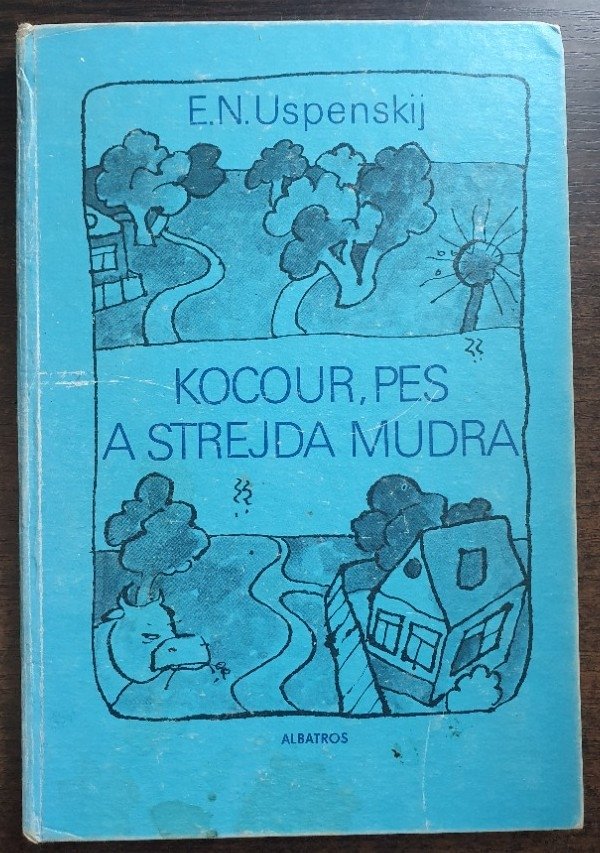 E.N.Uspenskij
KOCOUR, PES
A STREJDA MUDRA
ALBATROS